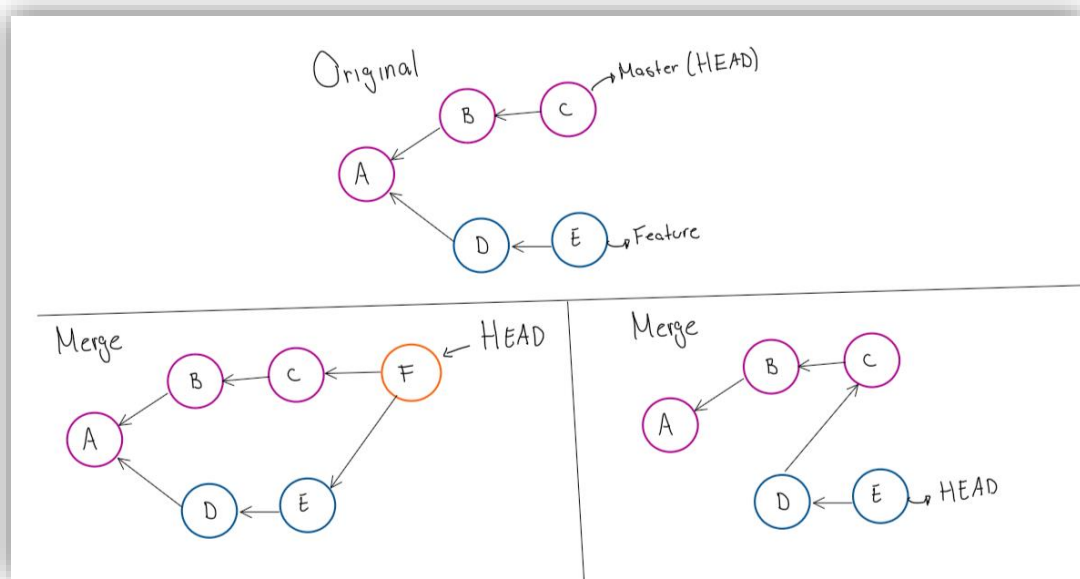 Original
Master (HEAD)
B
C
A
D
E
Feature
Merge
HEAD
B
C
F
A
D
E
Merge
B
C
A
D
E
HEAD